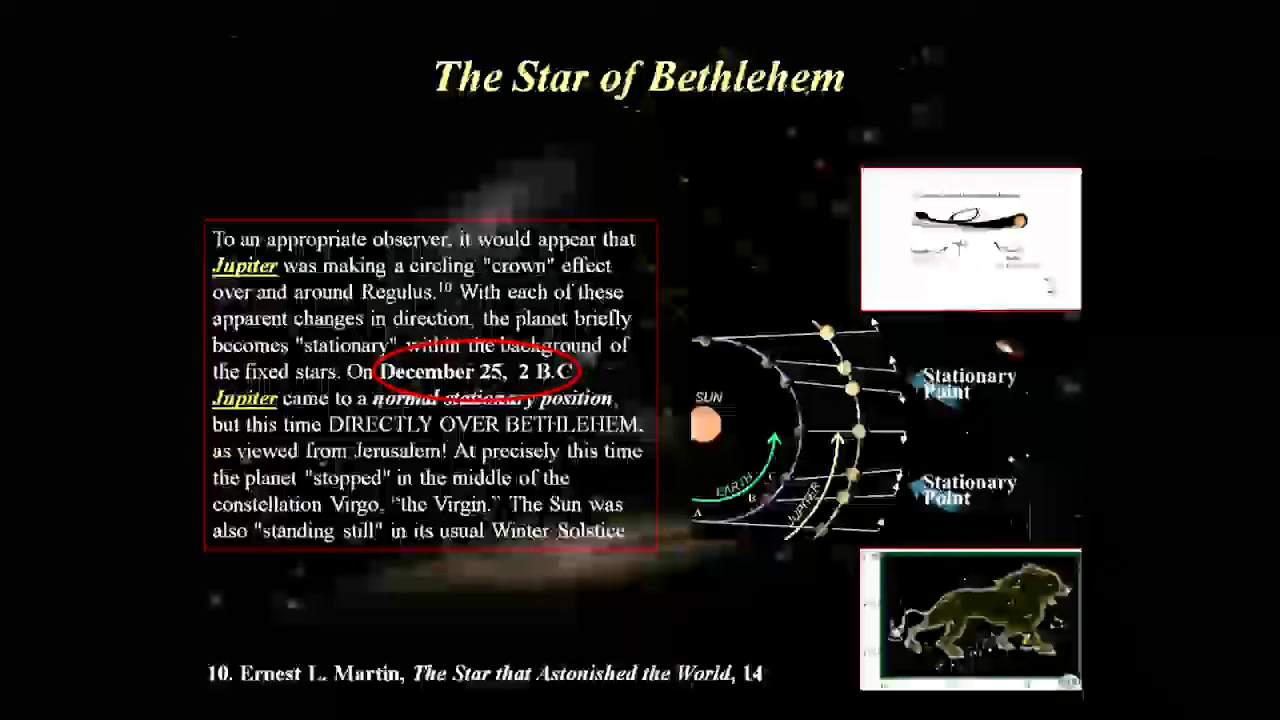 The Star of Bethlehem
To an appropriate observer, it would appear that
Jupiter was making a circling "crown" effect
over and around Regulus.¹⁰ With each of these
apparent changes in direction, the planet briefly
becomes "stationary" within the background of
the fixed stars. On December 25, 2 B.C
Jupiter came to a normal stationary position,
but this time DIRECTLY OVER BETHLEHEM,
as viewed from Jerusalem! At precisely this time
the planet "stopped" in the middle of the
constellation Virgo, “the Virgin.” The Sun was
also "standing still" in its usual Winter Solstice
SUN
EARTH
JUPITER
A
B
C
Stationary
Point
Stationary
Point
10. Ernest L. Martin, The Star that Astonished the World, 14